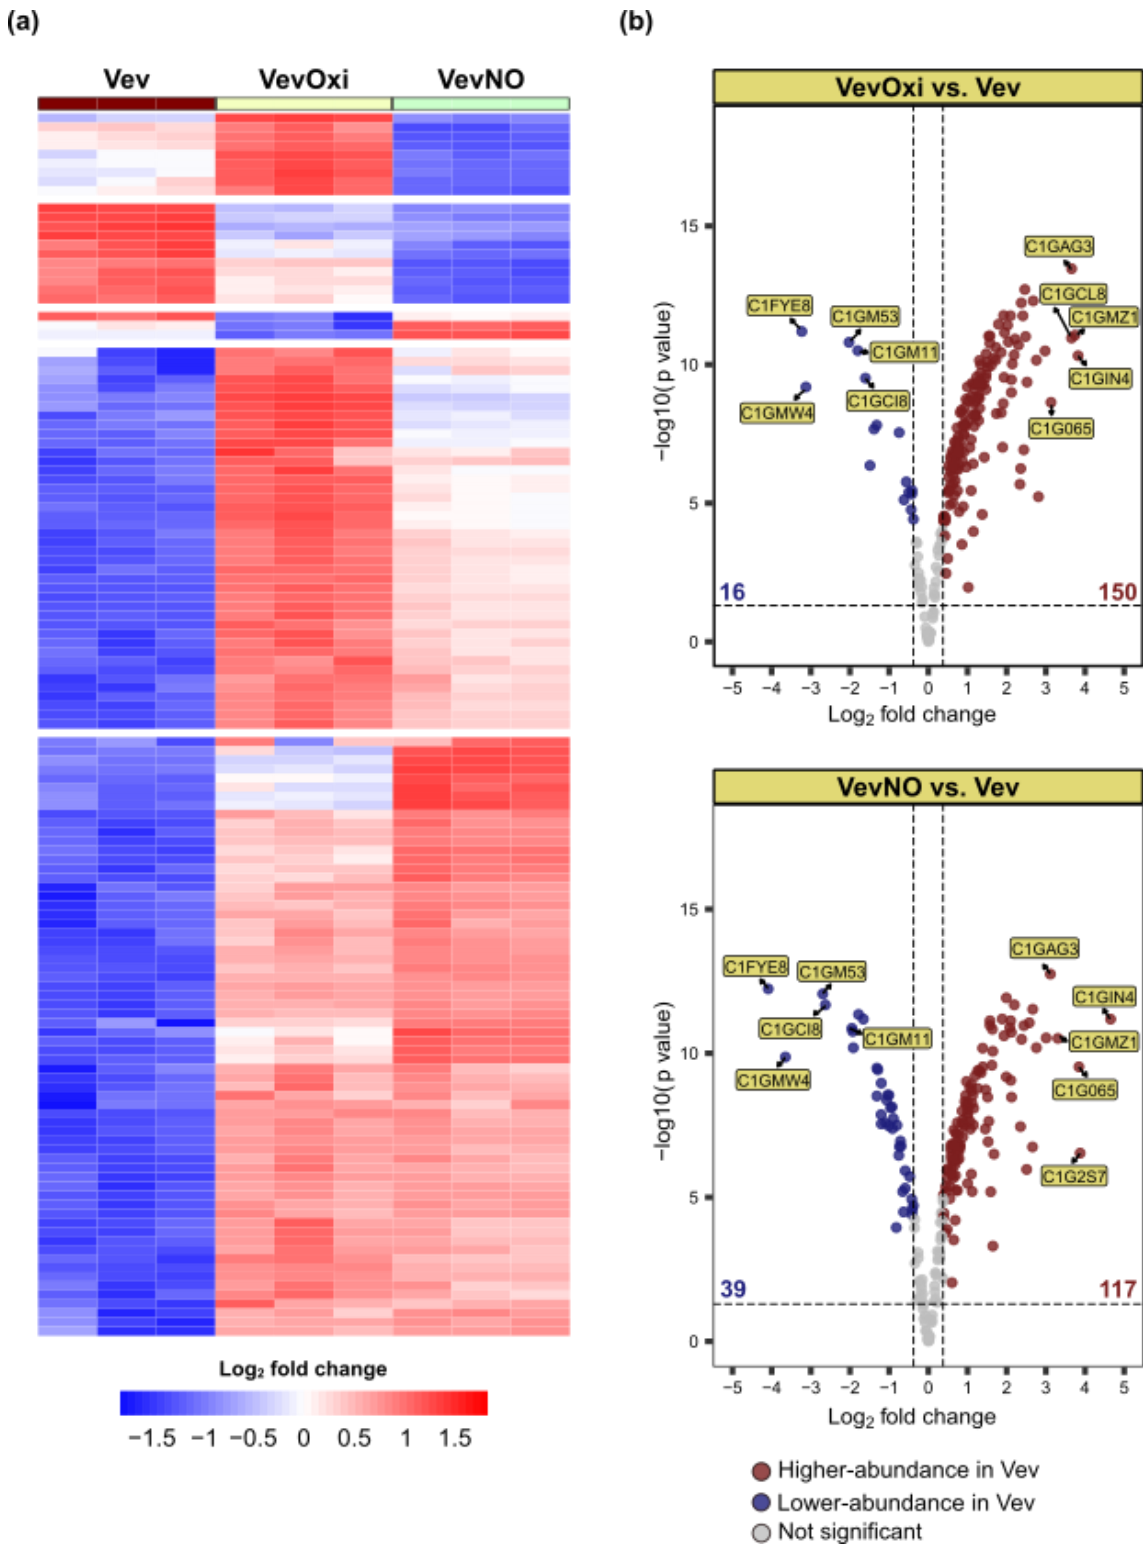 (a)
Vev VevOxi VevNO
Log₂ fold change
−1.5 −1 −0.5 0 0.5 1 1.5
(b)
VevOxi vs. Vev
−log10(p value)
15
10
5
0
C1GAG3
C1GCL8
C1GMZ1
C1FYE8
C1GM53
C1GM11
C1GIN4
C1GCI8
C1GMW4
C1G065
16 150
−5 −4 −3 −2 −1 0 1 2 3 4 5
Log₂ fold change
VevNO vs. Vev
−log10(p value)
15
10
5
0
C1GAG3
C1FYE8
C1GM53
C1GIN4
C1GCI8
C1GM11
C1GMZ1
C1GMW4
C1G065
C1G2S7
39 117
−5 −4 −3 −2 −1 0 1 2 3 4 5
Log₂ fold change
Higher-abundance in Vev
Lower-abundance in Vev
Not significant